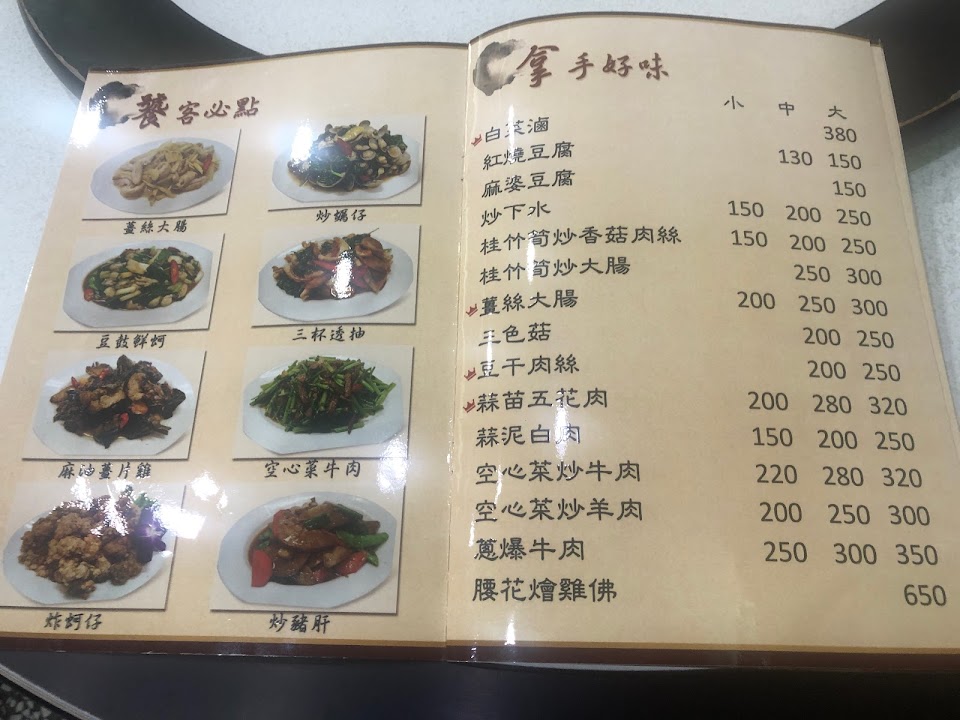 饕客必點
薑絲大腸
炒蠣仔
豆豉鮮蚵
三杯透抽
麻油薑片雞
空心菜牛肉
炸蚵仔
炒豬肝
拿手好味
小 中 大
白菜滷 380
紅燒豆腐 130 150
麻婆豆腐 150
炒下水 150 200 250
桂竹筍炒香菇肉絲 150 200 250
桂竹筍炒大腸 250 300
薑絲大腸 200 250 300
三色菇 200 250
豆干肉絲 200 250
蒜苗五花肉 200 280 320
蒜泥白肉 150 200 250
空心菜炒牛肉 220 280 320
空心菜炒羊肉 200 250 300
蔥爆牛肉 250 300 350
腰花燴雞佛 650